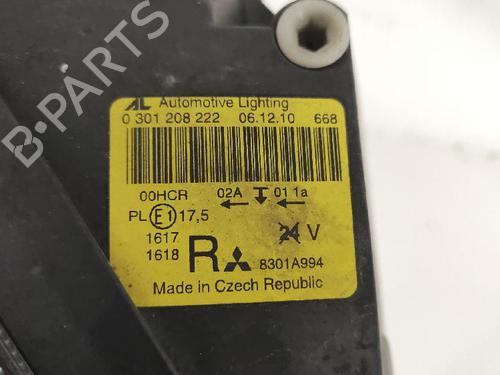 B-PARTS
AL Automotive Lighting
0 301 208 222 06.12.10 668
00HCR 02A 01 1a
PL E1 17,5
1617
1618
R 24 V
8301A994
Made in Czech Republic